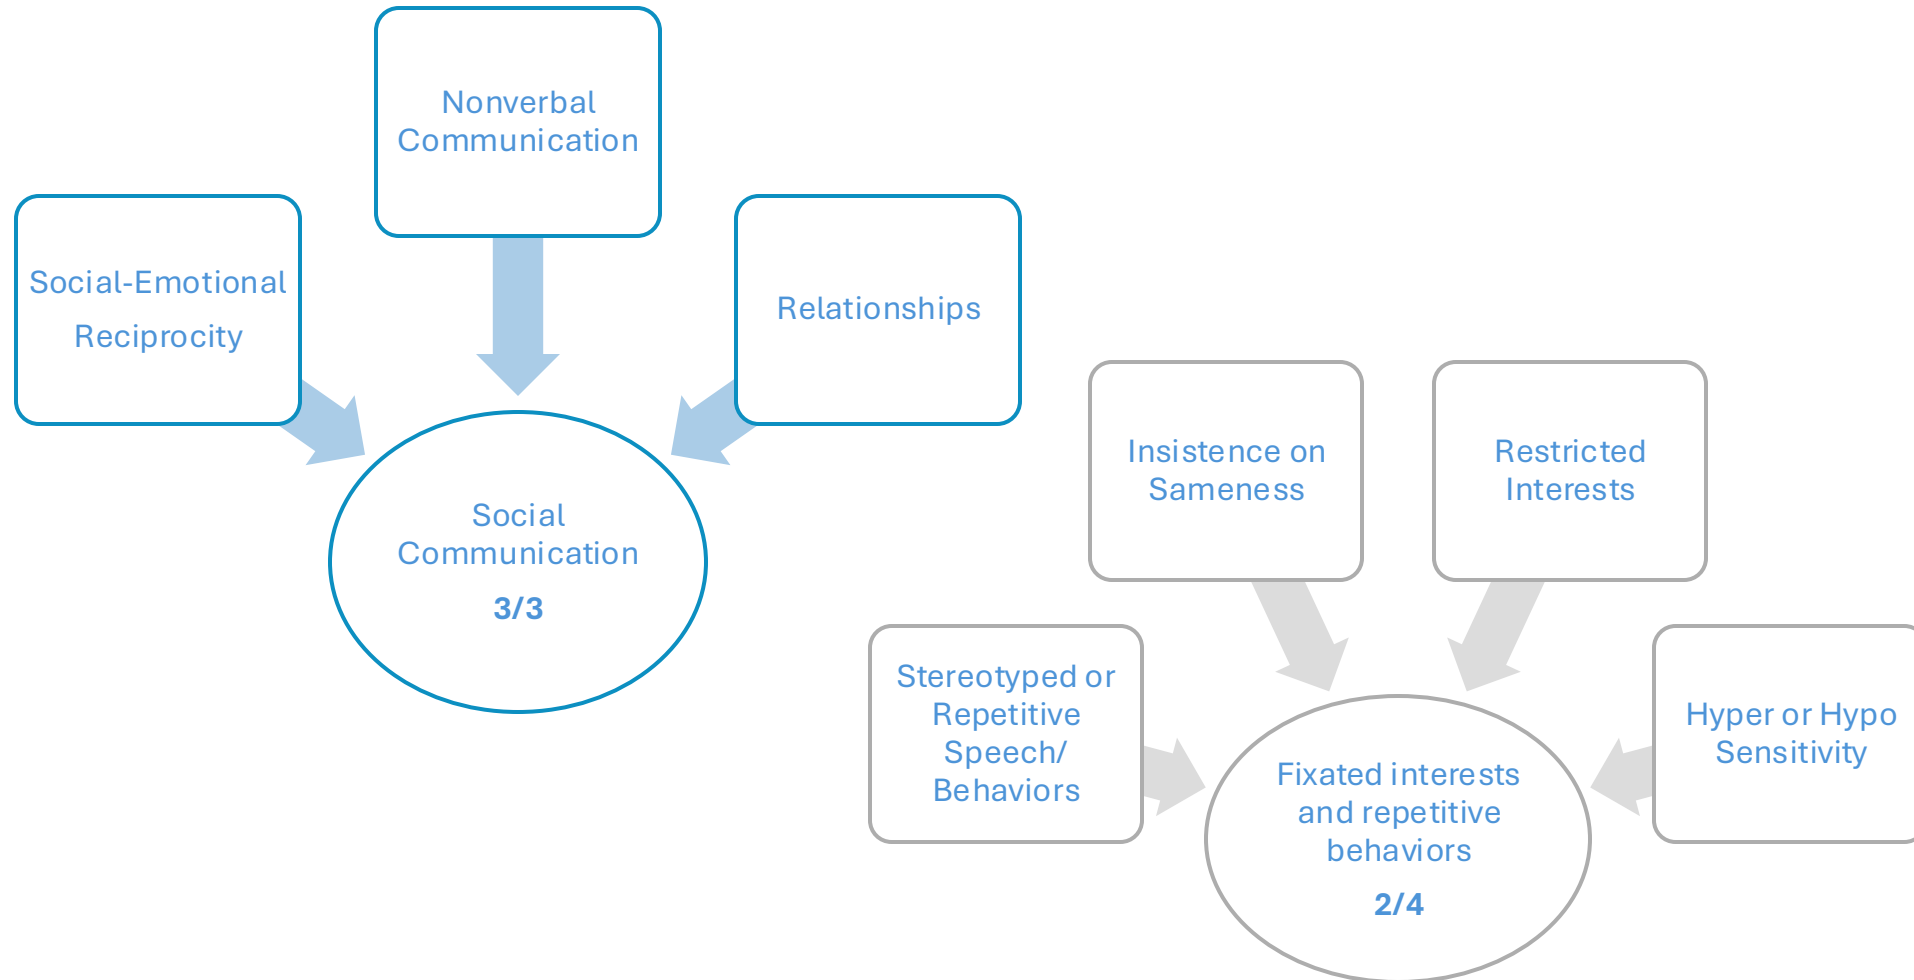 Nonverbal
Communication
Social-Emotional
Reciprocity
Relationships
Social
Communication
3/3
Insistence on
Sameness
Restricted
Interests
Stereotyped or
Repetitive
Speech/
Behaviors
Hyper or Hypo
Sensitivity
Fixated interests
and repetitive
behaviors
2/4